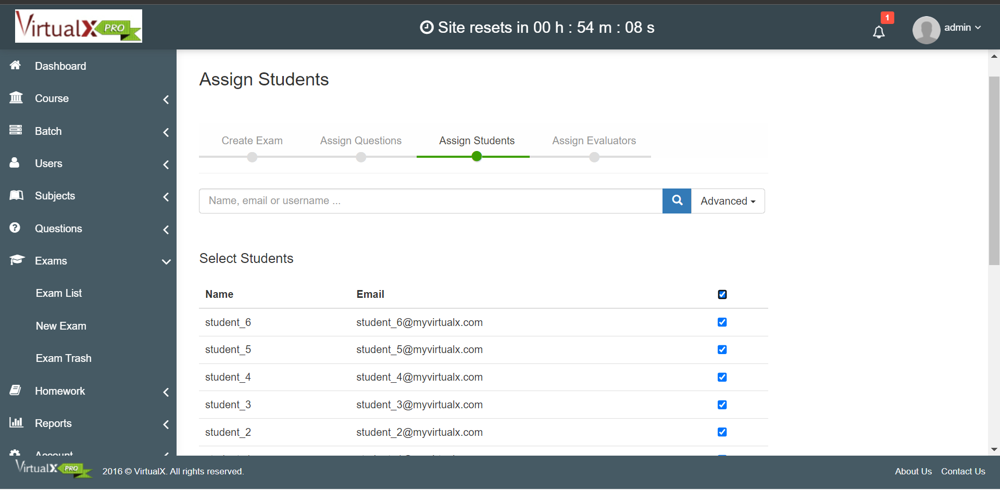 VirtualX PRO
Site resets in 00 h : 54 m : 08 s
1
admin
Dashboard
Course
Batch
Users
Subjects
Questions
Exams
Exam List
New Exam
Exam Trash
Homework
Reports
Account
Assign Students
Create Exam
Assign Questions
Assign Students
Assign Evaluators
Name, email or username ...
Advanced
Select Students
Name Email
student_6 student_6@myvirtualx.com
student_5 student_5@myvirtualx.com
student_4 student_4@myvirtualx.com
student_3 student_3@myvirtualx.com
student_2 student_2@myvirtualx.com
VirtualX PRO
2016 © VirtualX. All rights reserved.
About Us Contact Us